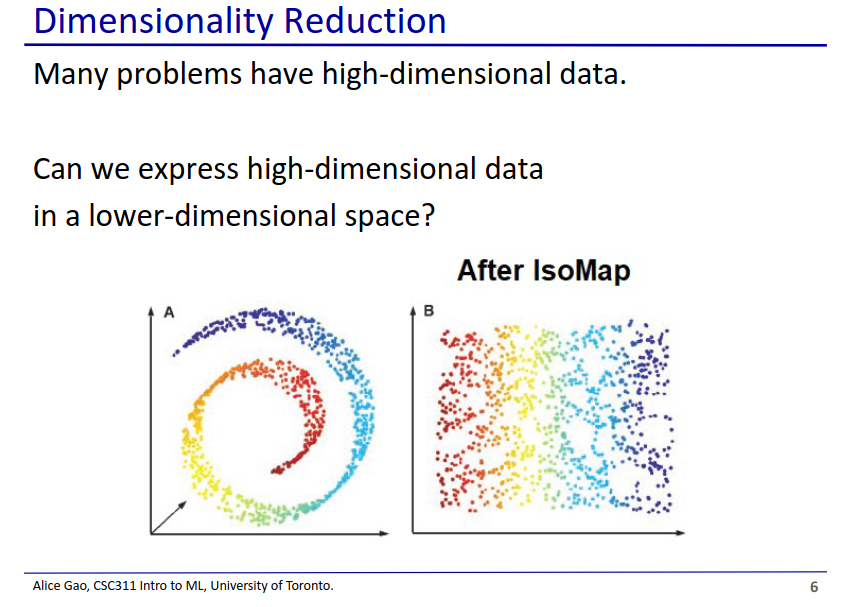 Dimensionality Reduction
Many problems have high-dimensional data.
Can we express high-dimensional data
in a lower-dimensional space?
After IsoMap
A
B
Alice Gao, CSC311 Intro to ML, University of Toronto.
6